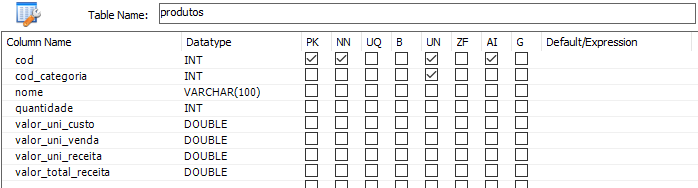 Table Name: produtos
Column Name Datatype PK NN UQ B UN ZF AI G Default/Expression
cod INT
cod_categoria INT
nome VARCHAR(100)
quantidade INT
valor_uni_custo DOUBLE
valor_uni_venda DOUBLE
valor_uni_receita DOUBLE
valor_total_receita DOUBLE